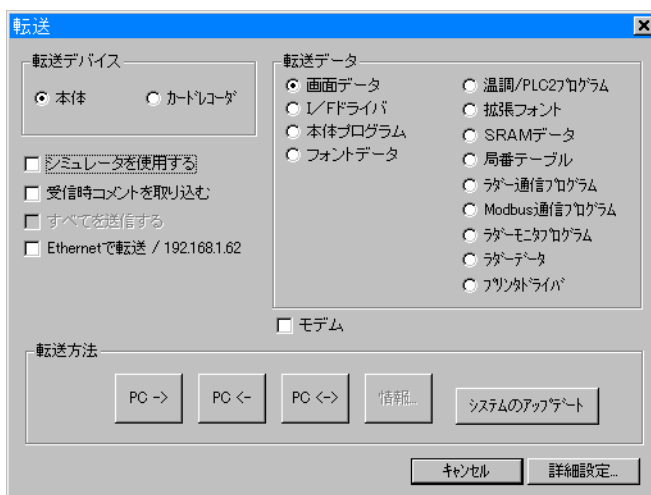 転送
転送デバイス
本体
ｶｰﾄﾞﾚｺｰﾀﾞ
シミュレータを使用する
受信時コメントを取り込む
すべてを送信する
Ethernetで転送 / 192.168.1.62
転送データ
画面データ
I／Fドライバ
本体プログラム
フォントデータ
温調/PLC2ﾌﾟﾛｸﾞﾗﾑ
拡張フォント
SRAMデータ
局番テーブル
ﾗﾀﾞｰ通信ﾌﾟﾛｸﾞﾗﾑ
Modbus通信ﾌﾟﾛｸﾞﾗﾑ
ﾗﾀﾞｰﾓﾆﾀﾌﾟﾛｸﾞﾗﾑ
ﾗﾀﾞｰﾃﾞｰﾀ
ﾌﾟﾘﾝﾀﾄﾞﾗｲﾊﾞ
モデム
転送方法
PC ->
PC <-
PC <->
情報...
ｼｽﾃﾑのｱｯﾌﾟﾃﾞｰﾄ
ｷｬﾝｾﾙ
詳細設定...